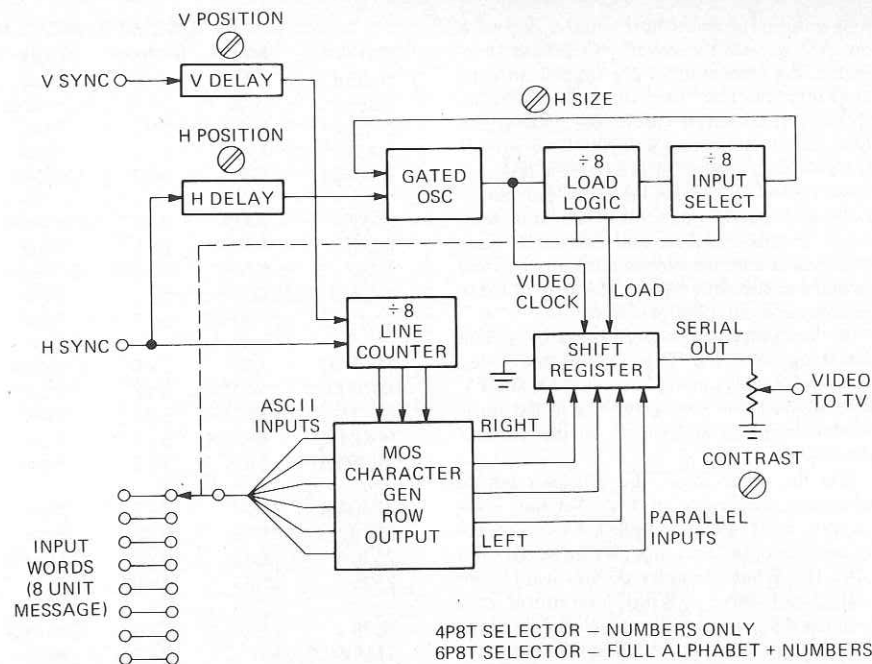 V POSITION
V SYNC
V DELAY
H SIZE
H POSITION
H DELAY
GATED
OSC
÷8
LOAD
LOGIC
÷8
INPUT
SELECT
VIDEO
CLOCK
LOAD
÷8
LINE
COUNTER
H SYNC
SHIFT
REGISTER
SERIAL
OUT
VIDEO
TO TV
ASCII
INPUTS
MOS
CHARACTER
GEN
ROW
OUTPUT
RIGHT
LEFT
CONTRAST
PARALLEL
INPUTS
INPUT
WORDS
(8 UNIT
MESSAGE)
4P8T SELECTOR – NUMBERS ONLY
6P8T SELECTOR – FULL ALPHABET + NUMBERS